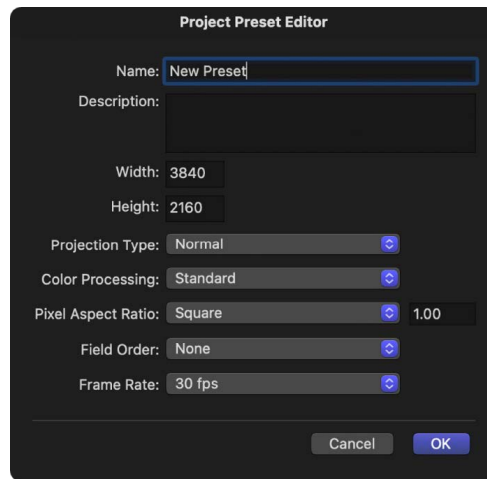 Project Preset Editor
Name: New Preset
Description:
Width: 3840
Height: 2160
Projection Type: Normal
Color Processing: Standard
Pixel Aspect Ratio: Square 1.00
Field Order: None
Frame Rate: 30 fps
Cancel OK